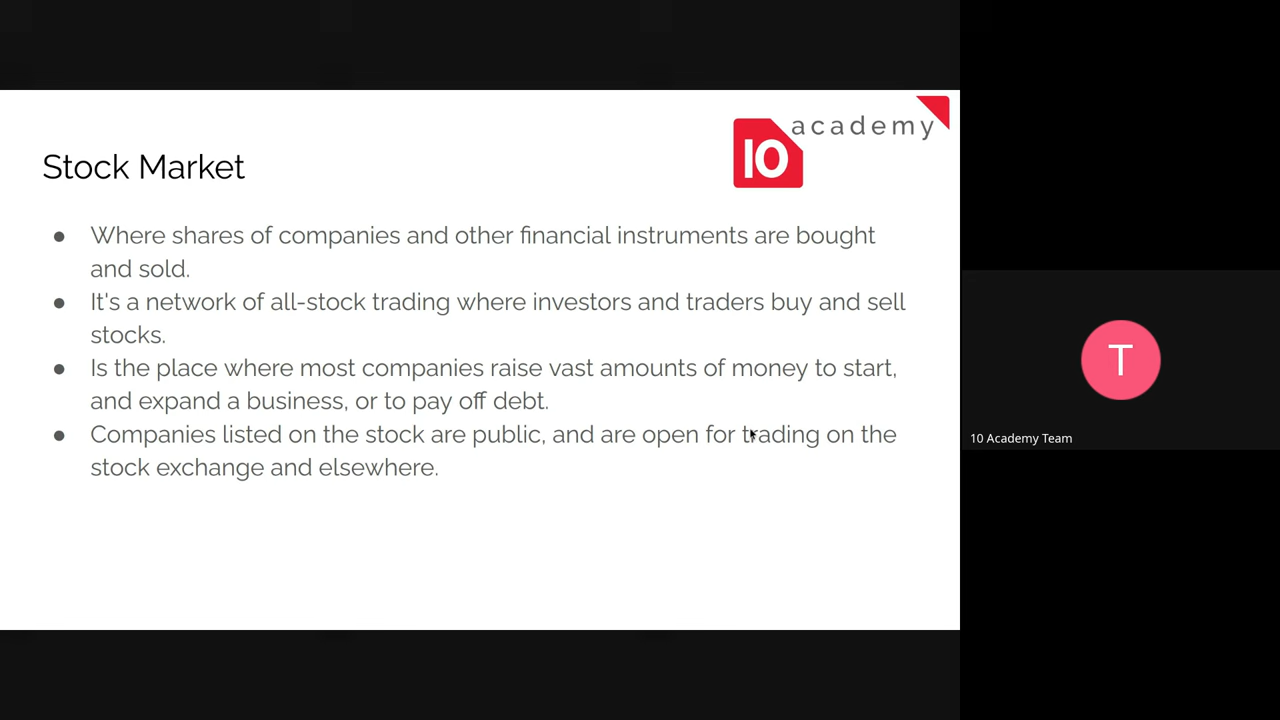 academy
10
Stock Market
● Where shares of companies and other financial instruments are bought
and sold.
● It's a network of all-stock trading where investors and traders buy and sell
stocks.
● Is the place where most companies raise vast amounts of money to start,
and expand a business, or to pay off debt.
● Companies listed on the stock are public, and are open for trading on the
stock exchange and elsewhere.
T
10 Academy Team